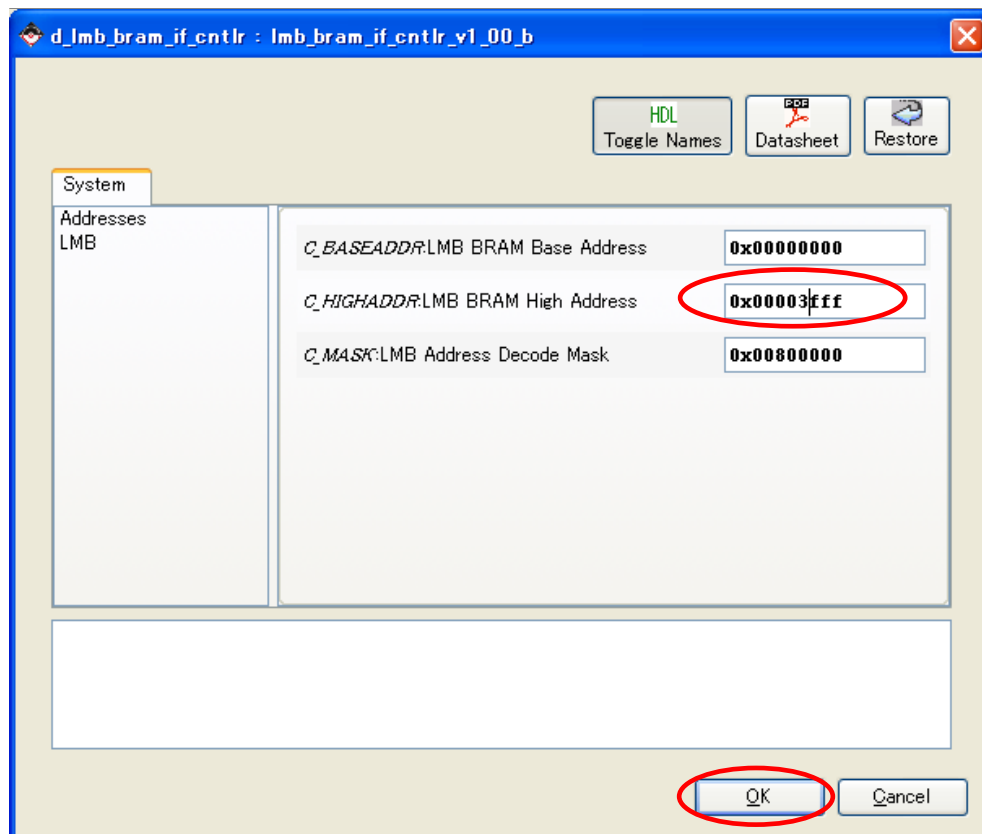 d_lmb_bram_if_cntlr : lmb_bram_if_cntlr_v1_00_b
HDL
Toggle Names
PDF
Datasheet
Restore
System
Addresses
LMB
C_BASEADDR:LMB BRAM Base Address
0x00000000
C_HIGHADDR:LMB BRAM High Address
0x00003fff
C_MASK:LMB Address Decode Mask
0x00800000
OK
Cancel